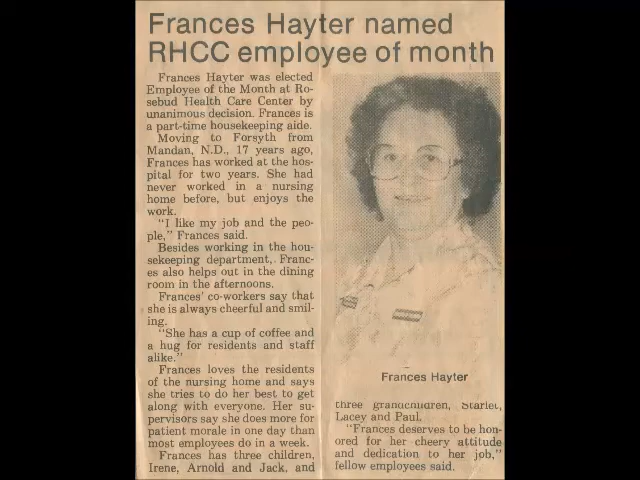 Frances Hayter named
RHCC employee of month
Frances Hayter was elected
Employee of the Month at Ro-
sebud Health Care Center by
unanimous decision. Frances is
a part-time housekeeping aide.
Moving to Forsyth from
Mandan, N.D., 17 years ago,
Frances has worked at the hos-
pital for two years. She had
never worked in a nursing
home before, but enjoys the
work.
"I like my job and the peo-
ple," Frances said.
Besides working in the hou-
sekeeping department, Franc-
es also helps out in the dining
room in the afternoons.
Frances' co-workers say that
she is always cheerful and smil-
ing.
"She has a cup of coffee and
a hug for residents and staff
alike."
Frances loves the residents
of the nursing home and says
she tries to do her best to get
along with everyone. Her su-
pervisors say she does more for
patient morale in one day than
most employees do in a week.
Frances has three children,
Irene, Arnold and Jack, and
Frances Hayter
three grandchildren, Starlet,
Lacey and Paul.
"Frances deserves to be hon-
ored for her cheery attitude
and dedication to her job,"
fellow employees said.